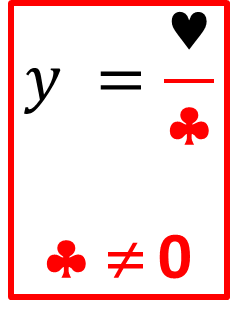 y = ♥/♣
♣ ≠ 0